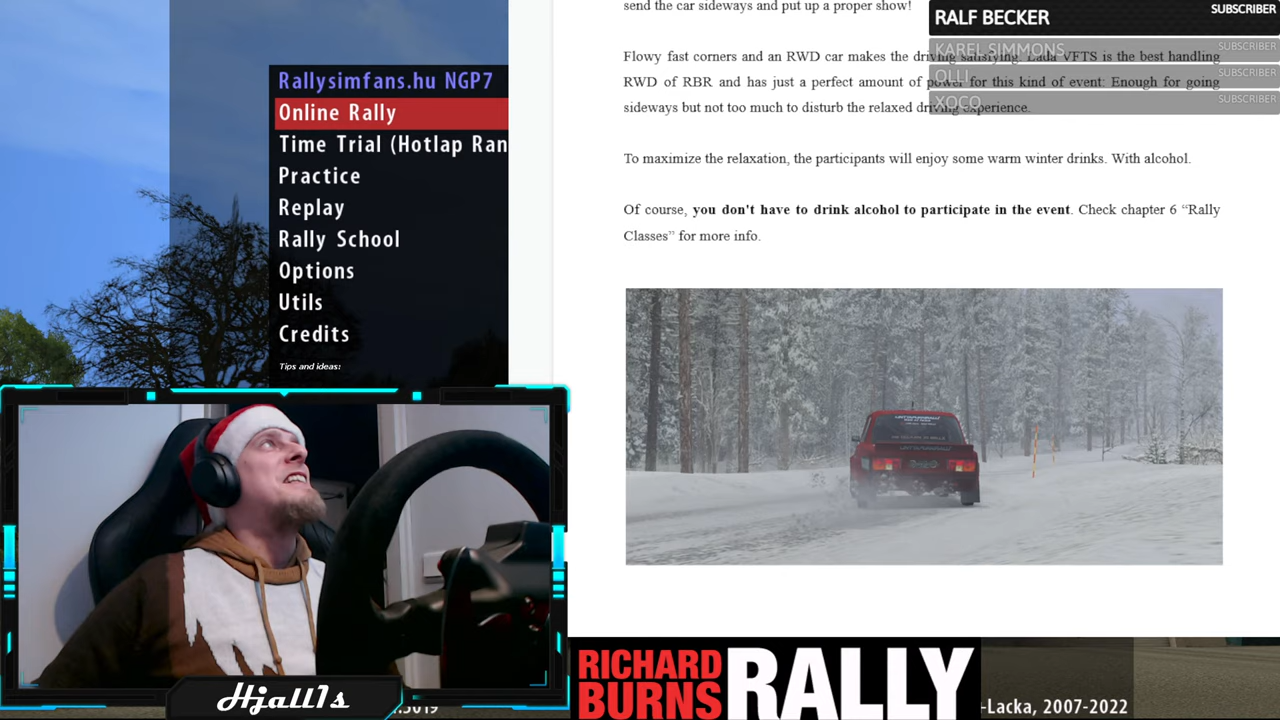 Rallysimfans.hu NGP7
Online Rally
Time Trial (Hotlap Ran
Practice
Replay
Rally School
Options
Utils
Credits
Tips and ideas:
send the car sideways and put up a proper show!
Flowy fast corners and an RWD car makes the driving satisfying. Lada VFTS is the best handling
RWD of RBR and has just a perfect amount of power for this kind of event: Enough for going
sideways but not too much to disturb the relaxed driving experience.
To maximize the relaxation, the participants will enjoy some warm winter drinks. With alcohol.
Of course, you don't have to drink alcohol to participate in the event. Check chapter 6 “Rally
Classes” for more info.
RALF BECKER SUBSCRIBER
KAREL SIMMONS SUBSCRIBER
OLLI SUBSCRIBER
XOCO SUBSCRIBER
Hjall1s
RICHARD
BURNS
RALLY
-Lacka, 2007-2022